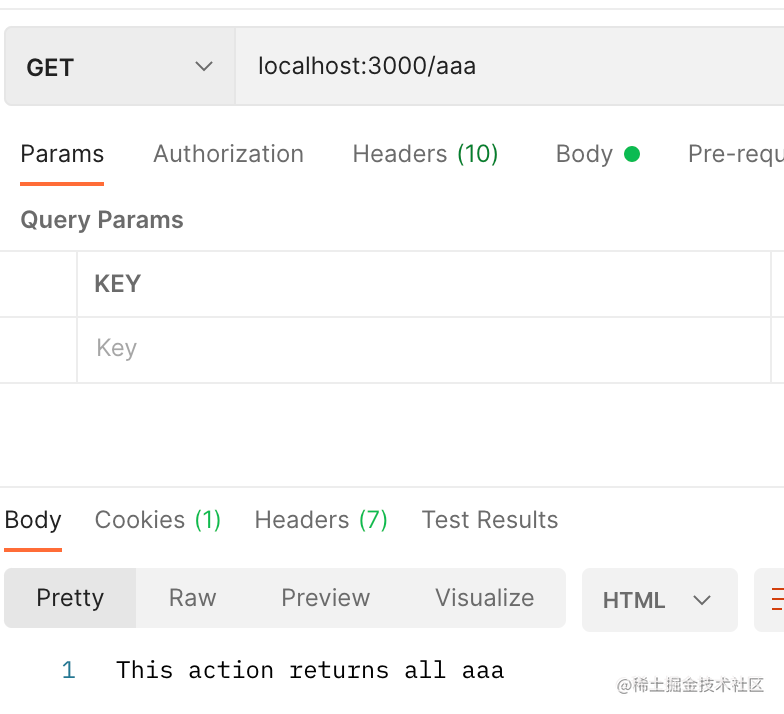 GET localhost:3000/aaa
Params Authorization Headers (10) Body Pre-requ
Query Params
KEY
Key
Body Cookies (1) Headers (7) Test Results
Pretty Raw Preview Visualize HTML
1 This action returns all aaa
@稀土掘金技术社区